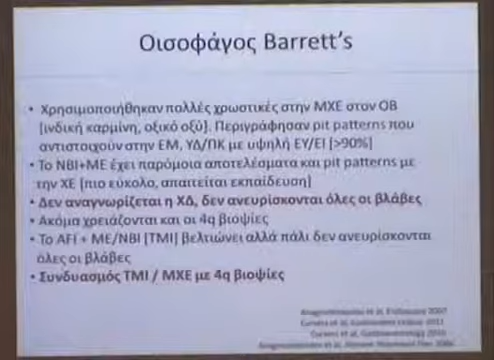 Οισοφάγος Barrett's
• Χρησιμοποιήθηκαν πολλές χρωστικές στην ΜΧΕ στον ΟΒ
[ινδική καρμίνη, οξικό οξύ]. Περιγράφησαν pit patterns που
αντιστοιχούν στην ΕΜ, ΥΔ/ΠΚ με υψηλή ΕΥ/ΕΙ [>90%]
• Το ΝΒΙ+ΜΕ έχει παρόμοια αποτελέσματα και pit patterns με
την ΧΕ [πιο εύκολο, απαιτείται εκπαίδευση]
• Δεν αναγνωρίζεται η ΧΔ, δεν ανευρίσκονται όλες οι βλάβες
• Ακόμα χρειάζονται και οι 4q βιοψίες
• Το AFI + ME/NBI [TMI] βελτιώνει αλλά πάλι δεν ανευρίσκονται
όλες οι βλάβες
• Συνδυασμός TMI / MXE με 4q βιοψίες